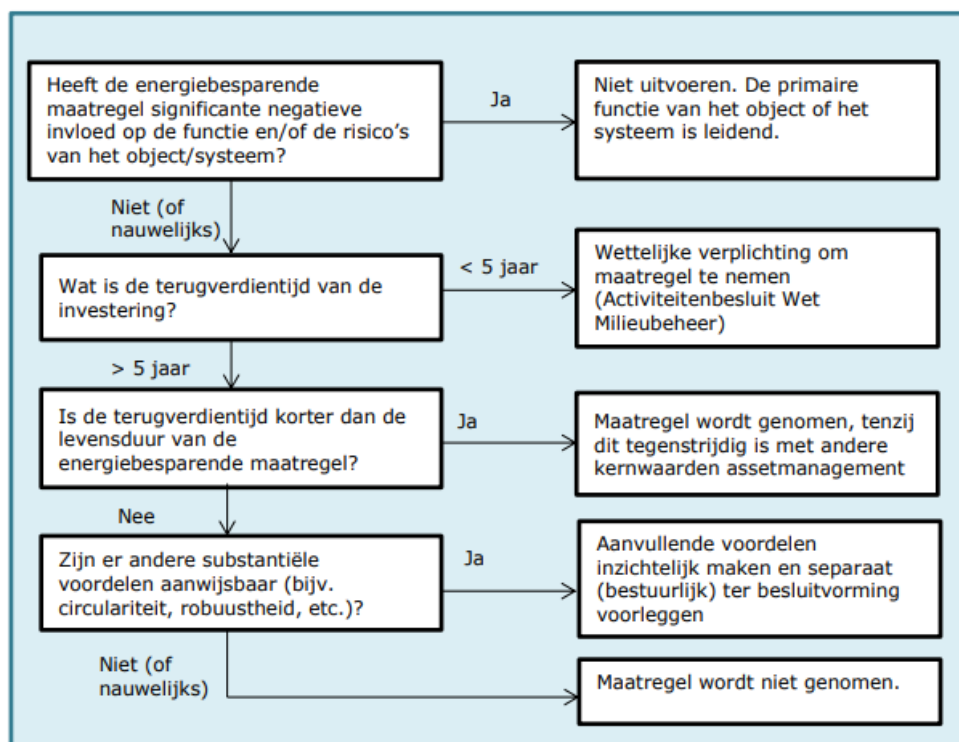 Heeft de energiebesparende
maatregel significante negatieve
invloed op de functie en/of de risico's
van het object/systeem?
Ja
Niet uitvoeren. De primaire
functie van het object of het
systeem is leidend.
Niet (of
nauwelijks)
Wat is de terugverdientijd van de
investering?
< 5 jaar
Wettelijke verplichting om
maatregel te nemen
(Activiteitenbesluit Wet
Milieubeheer)
> 5 jaar
Is de terugverdientijd korter dan de
levensduur van de
energiebesparende maatregel?
Ja
Maatregel wordt genomen, tenzij
dit tegenstrijdig is met andere
kernwaarden assetmanagement
Nee
Zijn er andere substantiële
voordelen aanwijsbaar (bijv.
circulariteit, robuustheid, etc.)?
Ja
Aanvullende voordelen
inzichtelijk maken en separaat
(bestuurlijk) ter besluitvorming
voorleggen
Niet (of
nauwelijks)
Maatregel wordt niet genomen.